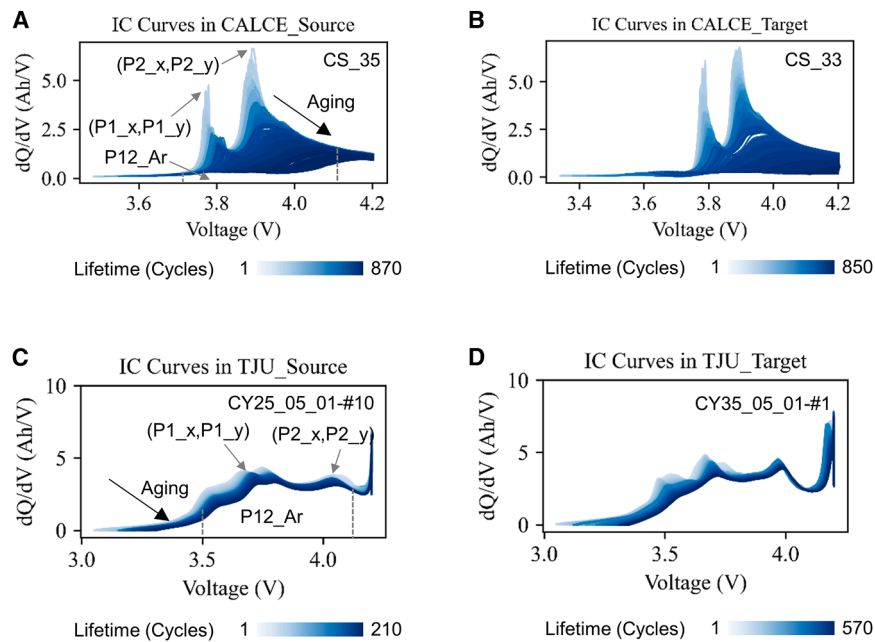 A
IC Curves in CALCE_Source
(P2_x,P2_y)
CS_35
(P1_x,P1_y)
Aging
P12_Ar
dQ/dV (Ah/V)
5.0
2.5
0.0
3.6 3.8 4.0 4.2
Voltage (V)
Lifetime (Cycles) 1 870
B
IC Curves in CALCE_Target
CS_33
dQ/dV (Ah/V)
5.0
2.5
0.0
3.4 3.6 3.8 4.0 4.2
Voltage (V)
Lifetime (Cycles) 1 850
C
IC Curves in TJU_Source
CY25_05_01-#10
(P1_x,P1_y) (P2_x,P2_y)
Aging
P12_Ar
dQ/dV (Ah/V)
10
5
0
3.0 3.5 4.0
Voltage (V)
Lifetime (Cycles) 1 210
D
IC Curves in TJU_Target
CY35_05_01-#1
dQ/dV (Ah/V)
10
5
0
3.0 3.5 4.0
Voltage (V)
Lifetime (Cycles) 1 570